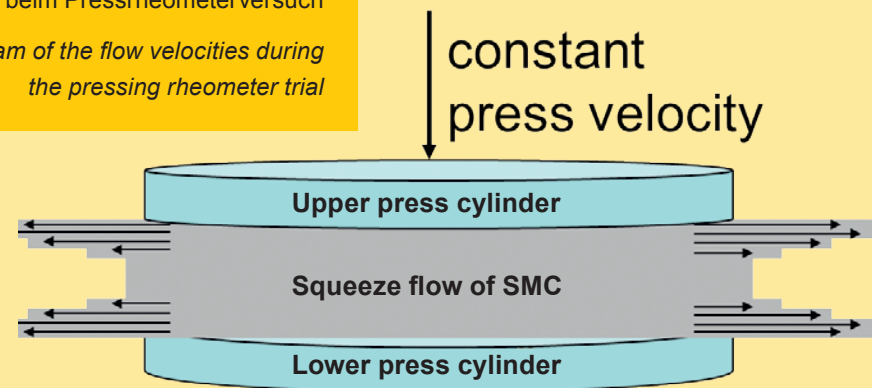 beim Pressrheometerversuch
am of the flow velocities during
the pressing rheometer trial
constant
press velocity
Upper press cylinder
Squeeze flow of SMC
Lower press cylinder